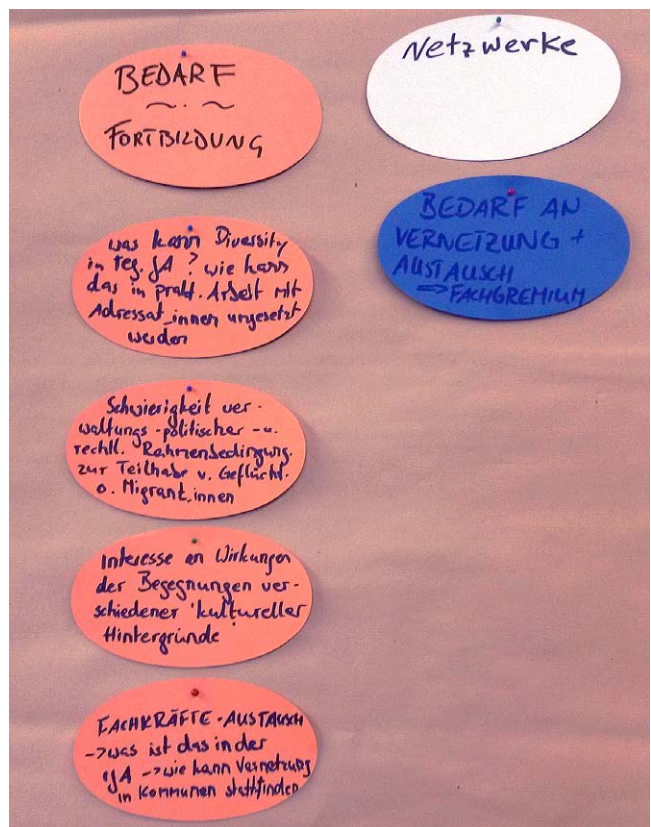 BEDARF
~·~
FORTBILDUNG
was kann Diversity
in reg. JA? wie kann
das in prakt. Arbeit mit
Adressat_innen umgesetzt
werden
Schwierigkeit ver-
waltungs-politischer-u.
rechtl. Rahmenbedingung.
zur Teilhabe v. Geflücht.
o. Migrant_innen
Interesse an Wirkungen
der Begegnungen ver-
schiedener 'kultureller
Hintergründe'
FACHKRÄFTE-AUSTAUSCH
->was ist das in der
JA ->wie kann Vernetzung
in Kommunen stattfinden
Netzwerke
BEDARF AN
VERNETZUNG +
AUSTAUSCH
⇒FACHGREMIUM